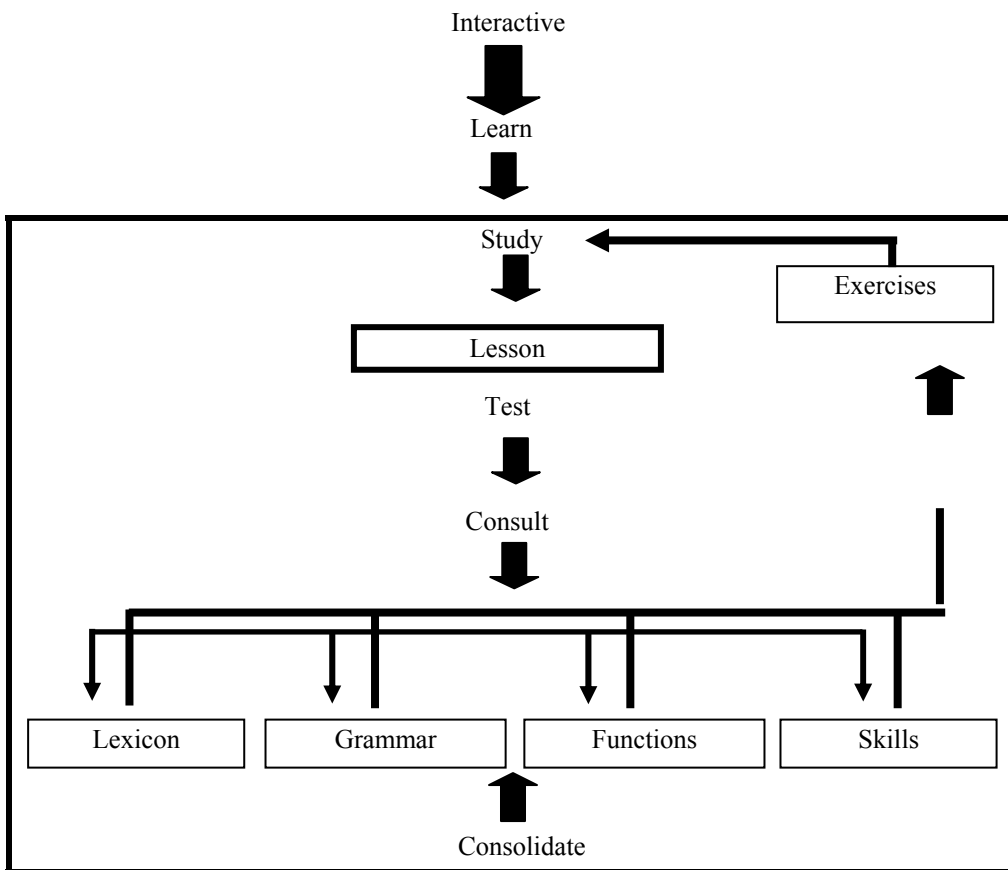 Interactive
Learn
Study
Exercises
Lesson
Test
Consult
Lexicon
Grammar
Functions
Skills
Consolidate